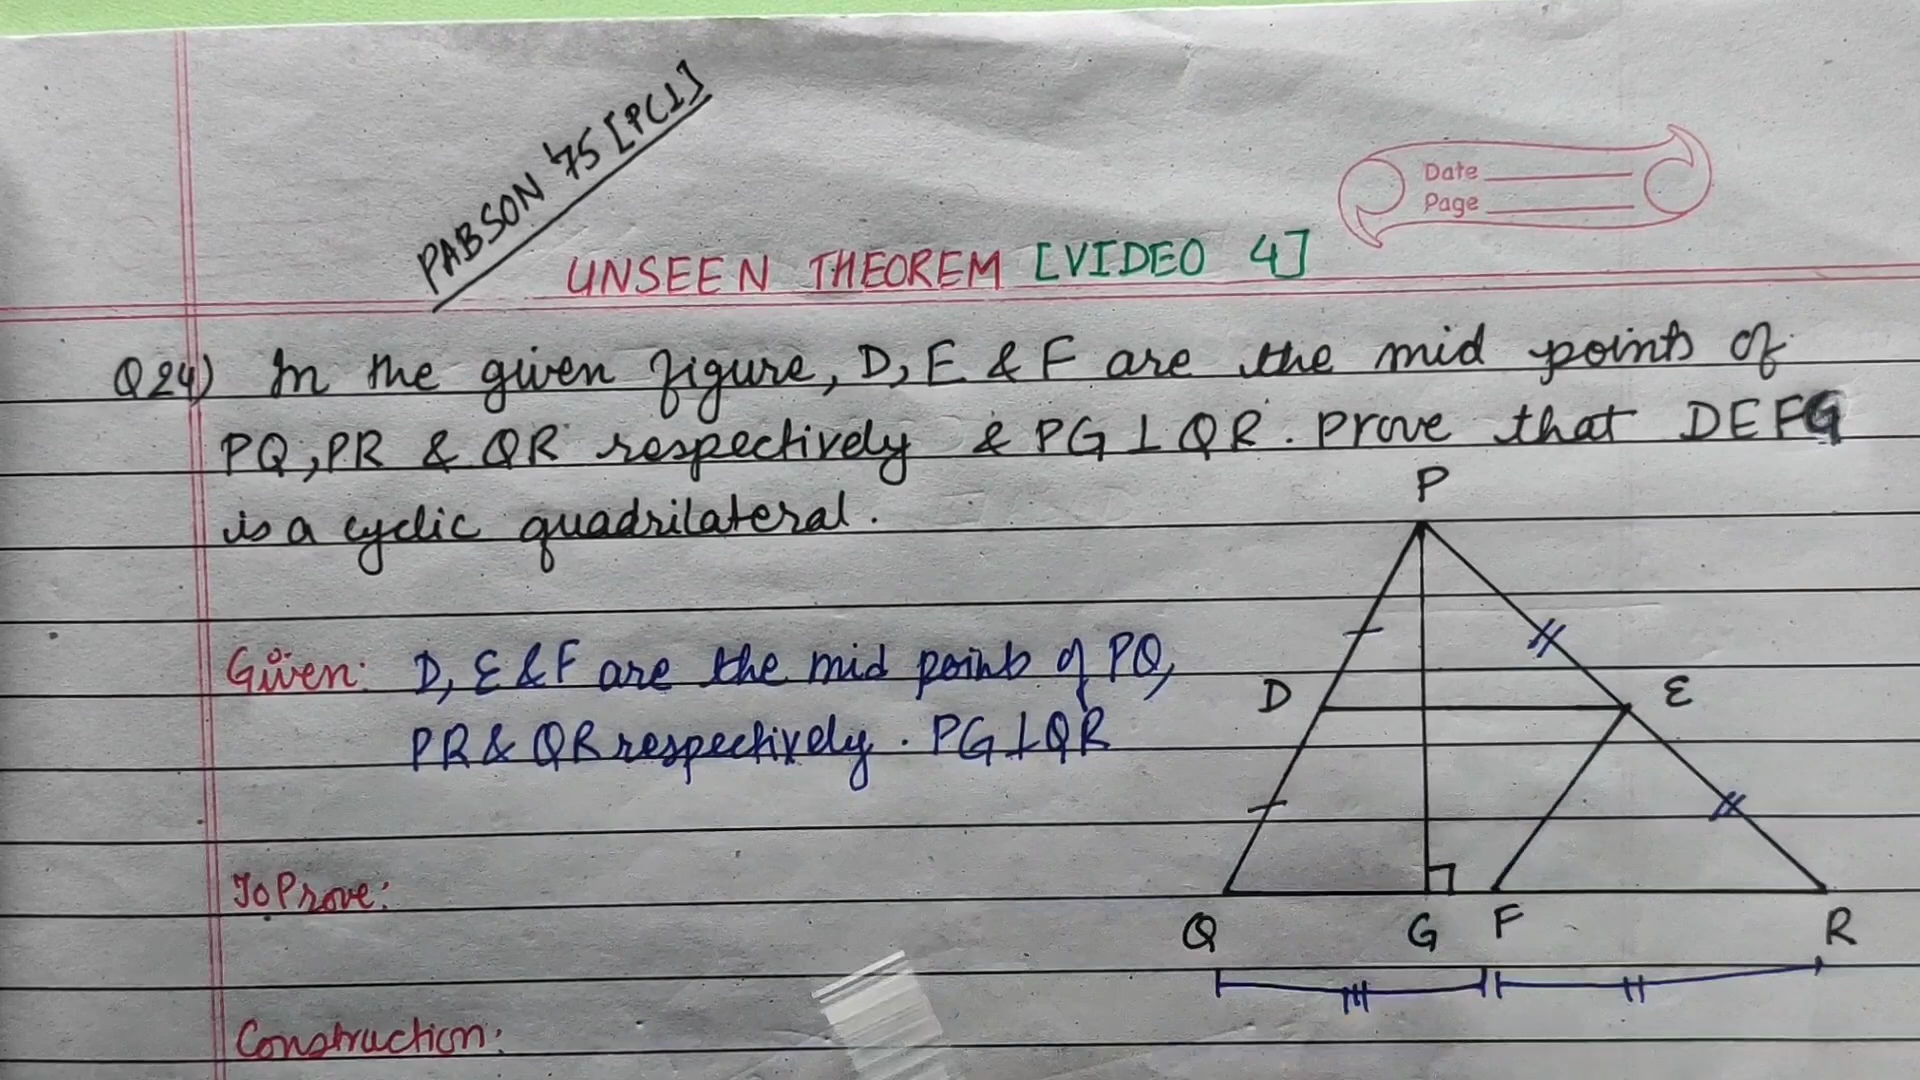 PABSON '75 [PCL]
Date
Page
UNSEEN THEOREM [VIDEO 4]
Q24) In the given figure, D, E & F are the mid points of
PQ, PR & QR respectively & PG ⊥ QR. Prove that DEFG
is a cyclic quadrilateral.
P
Given: D, E & F are the mid points of PQ,
D E
PR & QR respectively. PG ⊥ QR
To Prove:
Q G F R
Construction: